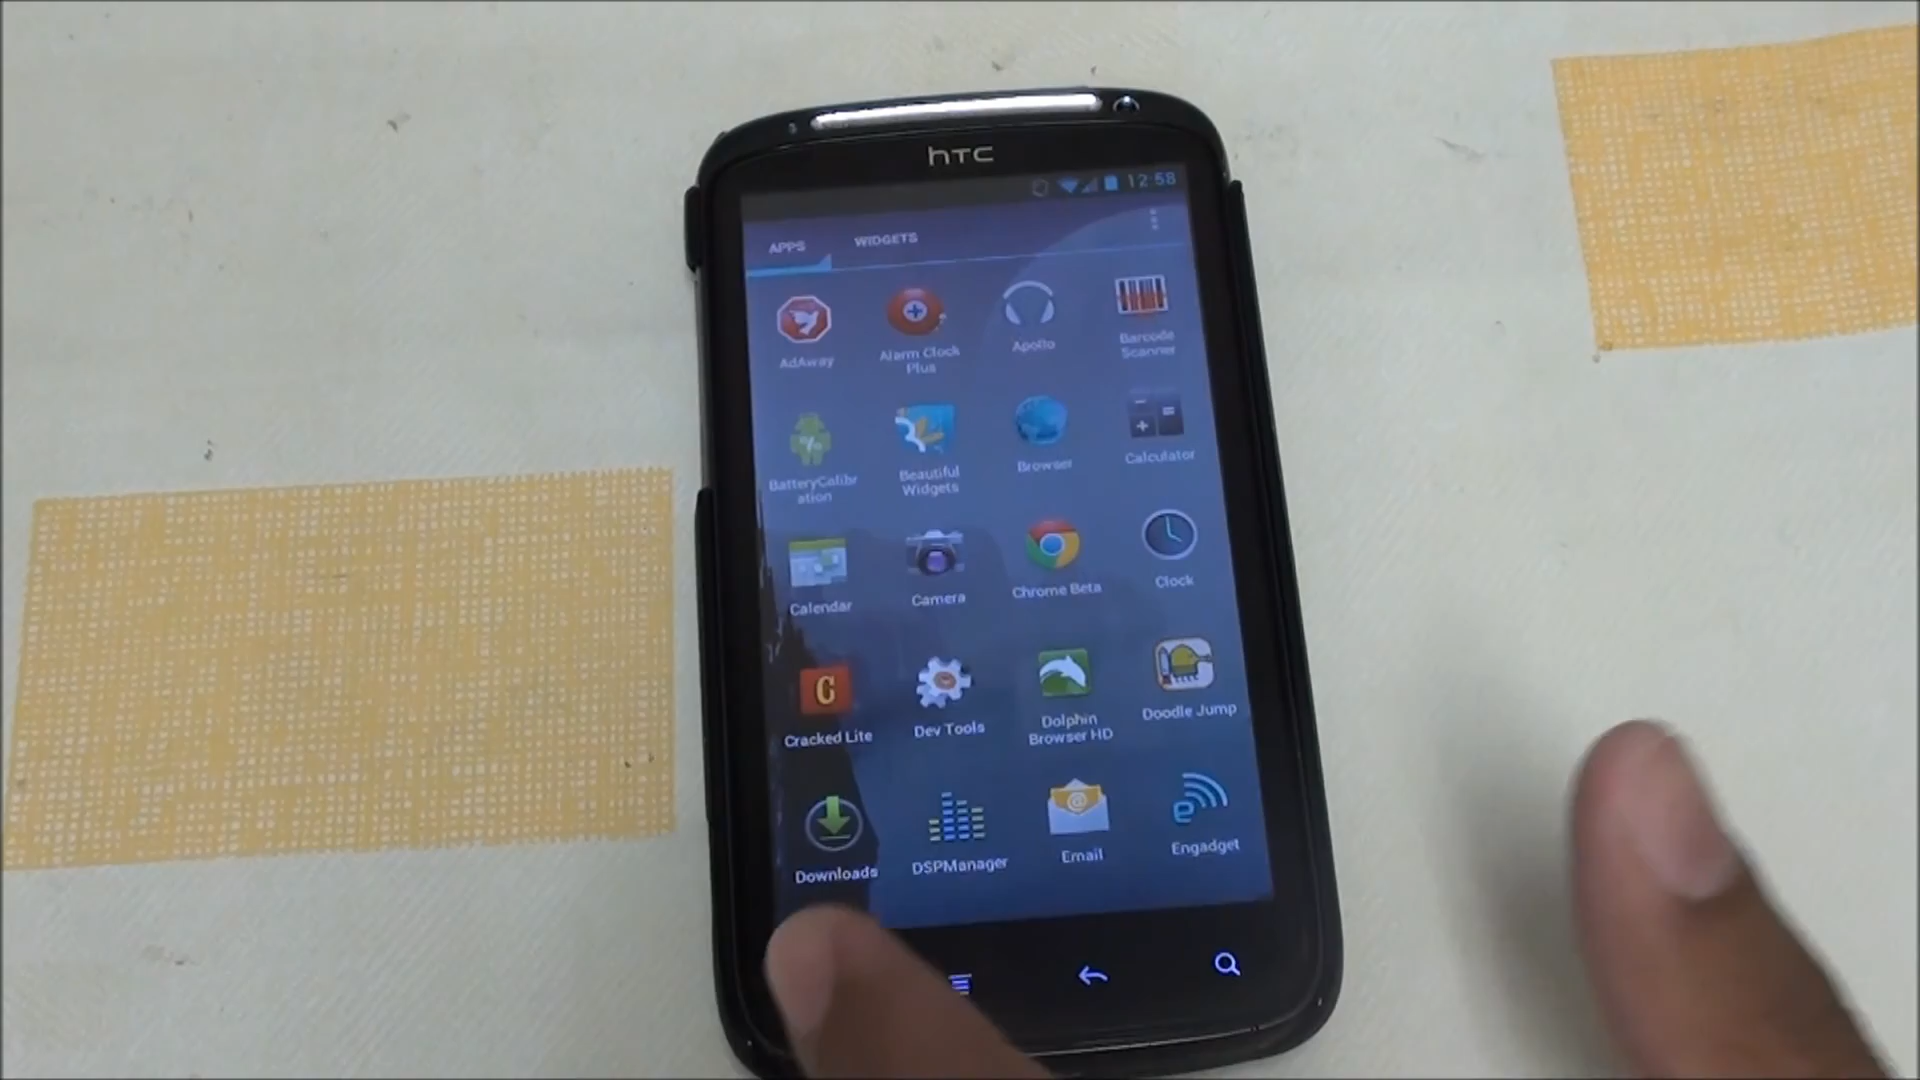 hTC
12:58
APPS WIDGETS
AdAway
Alarm Clock
Plus
Apollo
Barcode
Scanner
BatteryCalibr
ation
Beautiful
Widgets
Browser
Calculator
Calendar
Camera
Chrome Beta
Clock
C
Cracked Lite
Dev Tools
Dolphin
Browser HD
Doodle Jump
Downloads
DSPManager
@
Email
e
Engadget